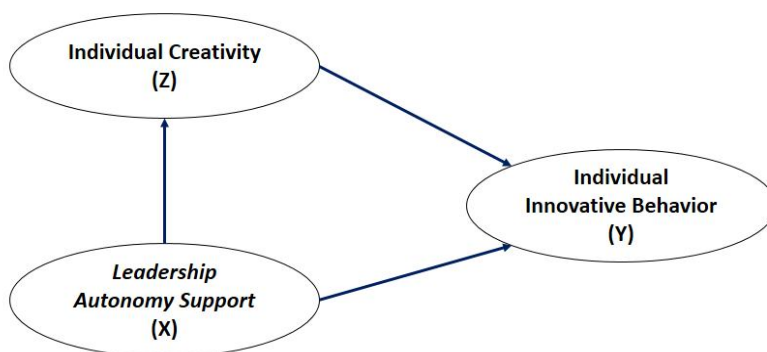 Individual Creativity
(Z)
Individual
Innovative Behavior
(Y)
Leadership
Autonomy Support
(X)